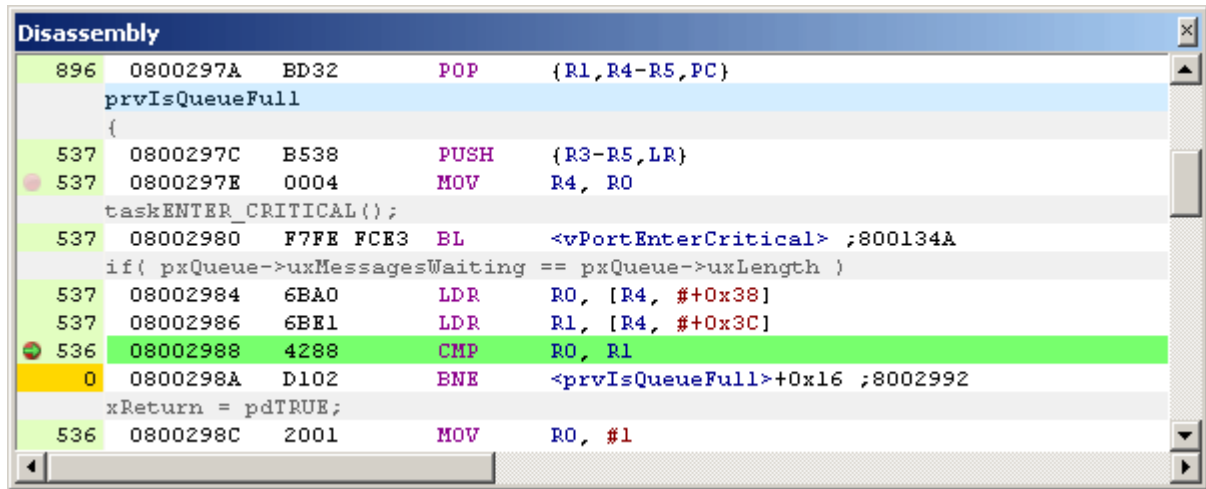 Disassembly
896 0800297A BD32 POP {R1,R4-R5,PC}
prvIsQueueFull
{
537 0800297C B538 PUSH {R3-R5,LR}
537 0800297E 0004 MOV R4, R0
taskENTER_CRITICAL();
537 08002980 F7FE FCE3 BL <vPortEnterCritical> ;800134A
if( pxQueue->uxMessagesWaiting == pxQueue->uxLength )
537 08002984 6BA0 LDR R0, [R4, #+0x38]
537 08002986 6BE1 LDR R1, [R4, #+0x3C]
536 08002988 4288 CMP R0, R1
0 0800298A D102 BNE <prvIsQueueFull>+0x16 ;8002992
xReturn = pdTRUE;
536 0800298C 2001 MOV R0, #1